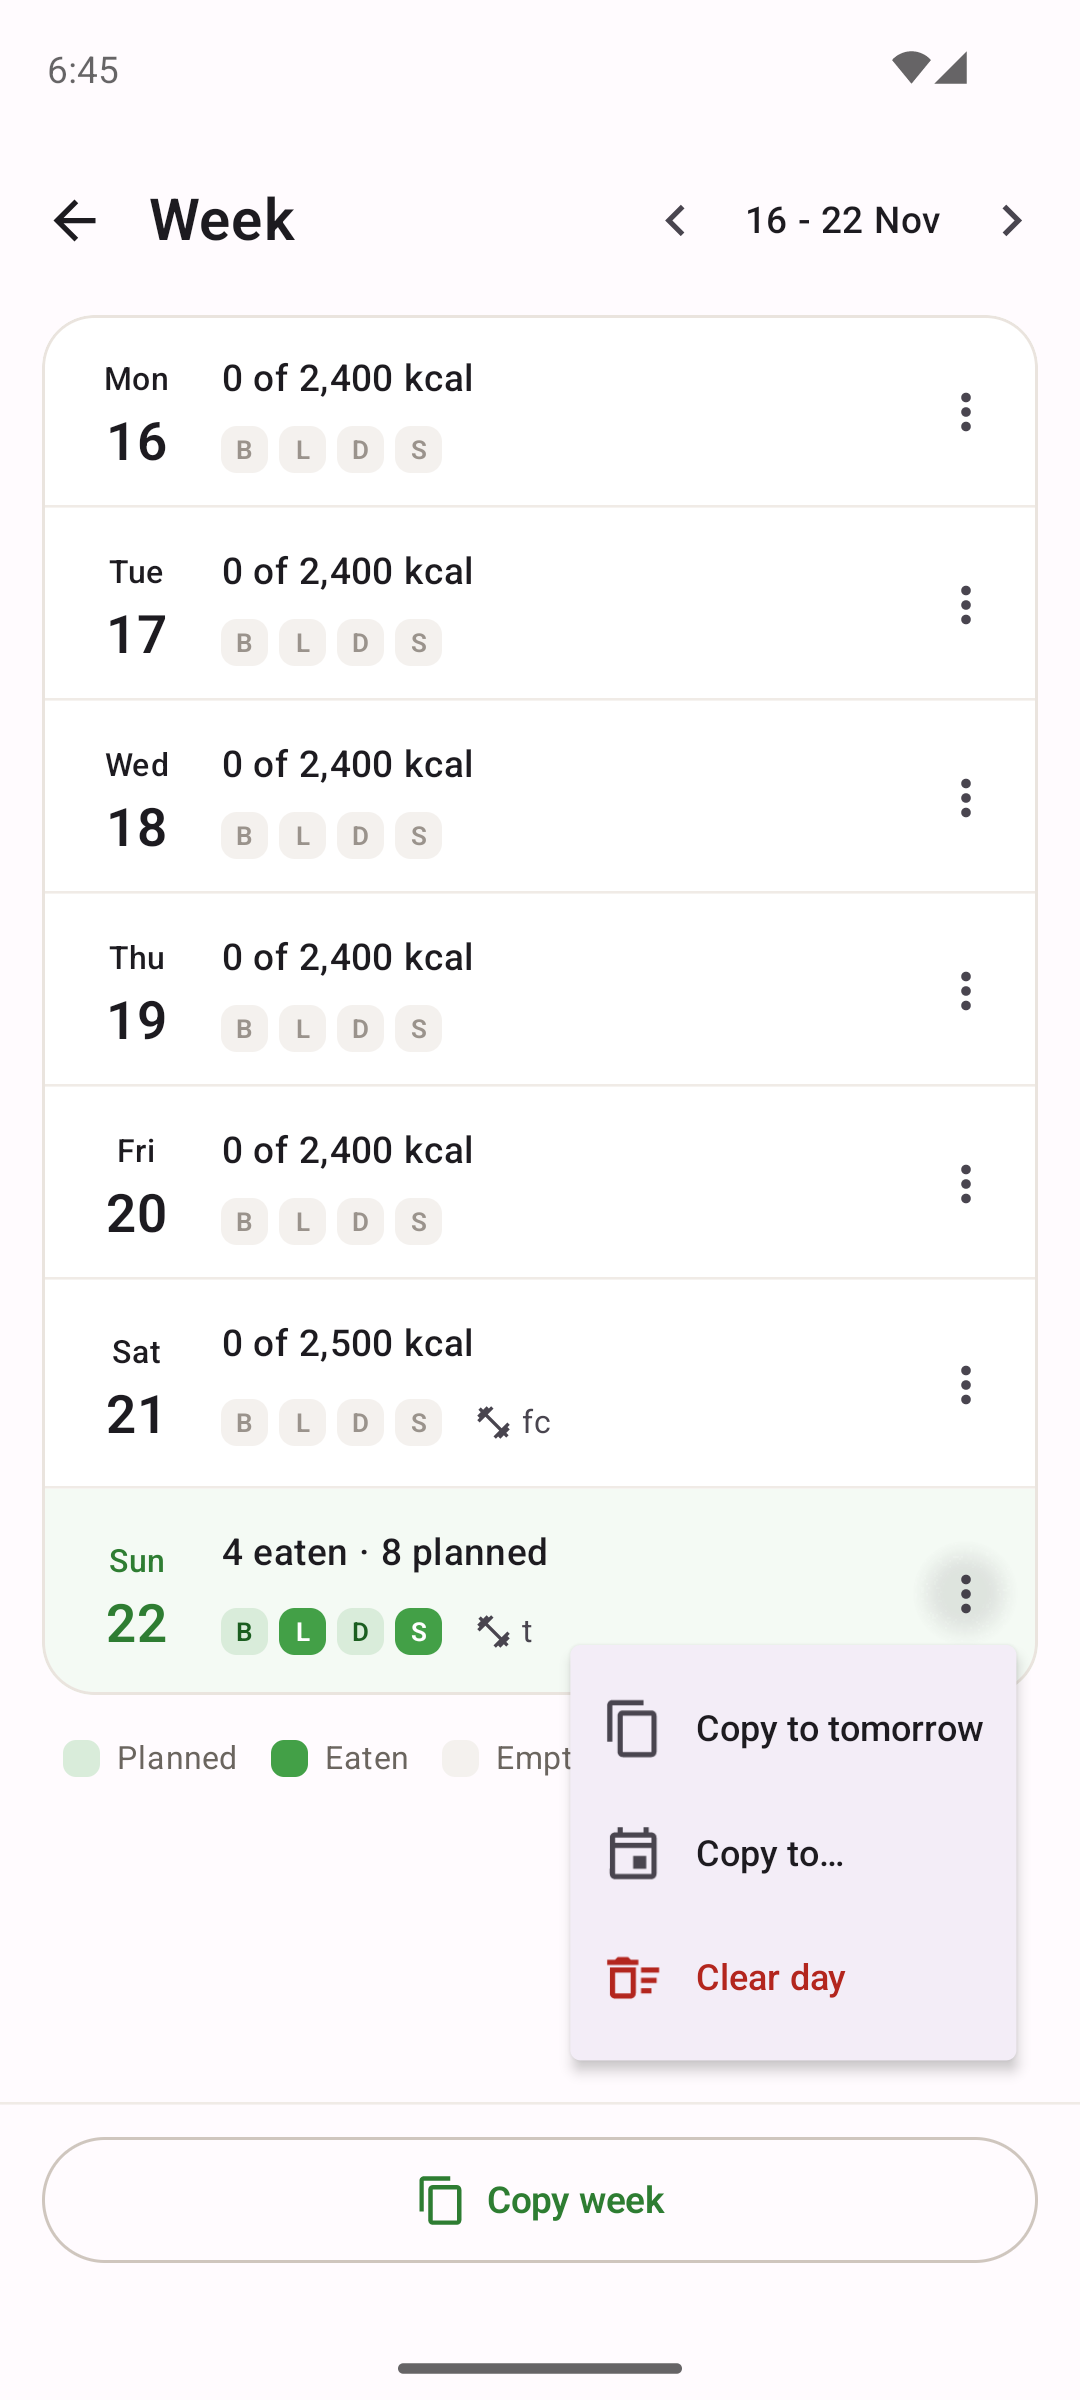 6:45
Week
16 - 22 Nov
Mon
16
0 of 2,400 kcal
B L D S
Tue
17
0 of 2,400 kcal
B L D S
Wed
18
0 of 2,400 kcal
B L D S
Thu
19
0 of 2,400 kcal
B L D S
Fri
20
0 of 2,400 kcal
B L D S
Sat
21
0 of 2,500 kcal
B L D S fc
Sun
22
4 eaten · 8 planned
B L D S t
Planned Eaten Empt
Copy to tomorrow
Copy to...
Clear day
Copy week